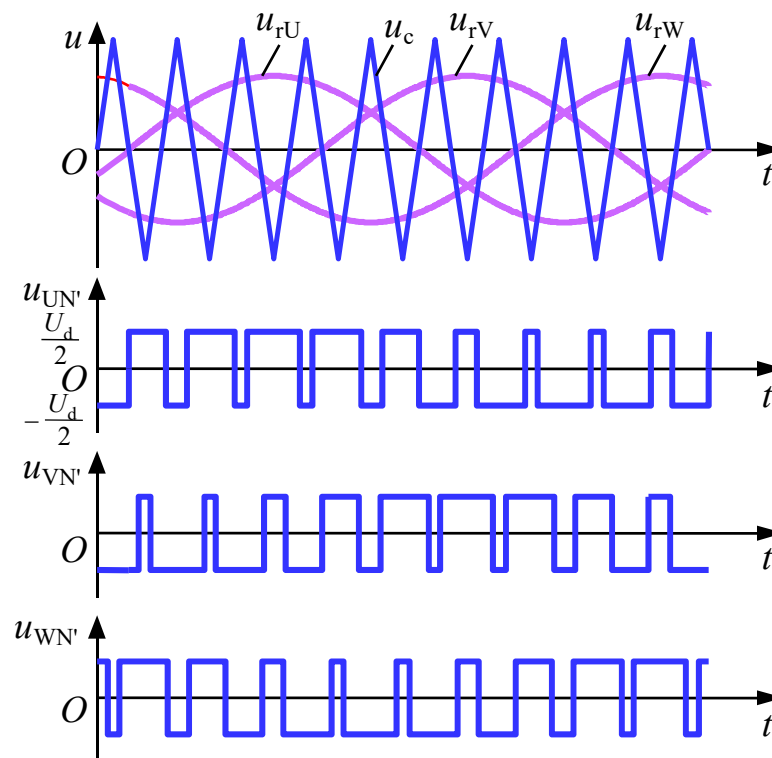 u
u_rU
u_c
u_rV
u_rW
O
t
u_UN'
U_d/2
O
-U_d/2
t
u_VN'
O
t
u_WN'
O
t